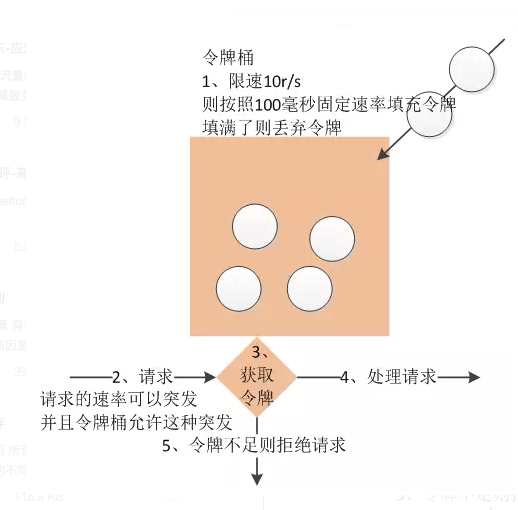 令牌桶
1、限速10r/s
则按照100毫秒固定速率填充令牌
填满了则丢弃令牌
3、
获取
令牌
2、请求
请求的速率可以突发
并且令牌桶允许这种突发
4、处理请求
5、令牌不足则拒绝请求
116.9 KB